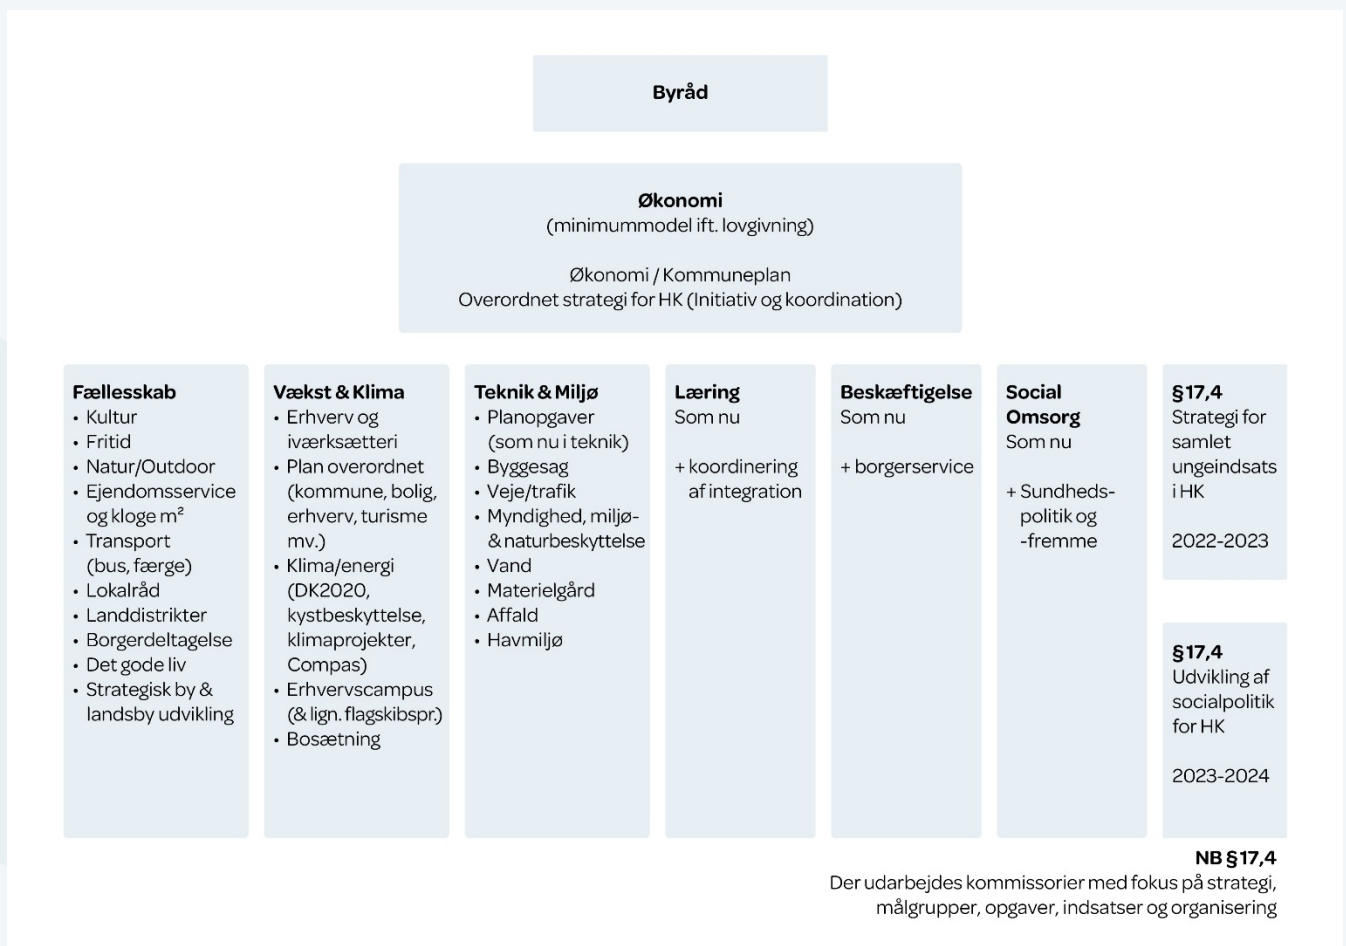 Byråd
Økonomi
(minimummodel ift. lovgivning)
Økonomi / Kommuneplan
Overordnet strategi for HK (Initiativ og koordination)
Fællesskab
• Kultur
• Fritid
• Natur/Outdoor
• Ejendomsservice
og kloge m²
• Transport
(bus, færge)
• Lokalråd
• Landdistrikter
• Borgerdeltagelse
• Det gode liv
• Strategisk by &
landsby udvikling
Vækst & Klima
• Erhverv og
iværksætteri
• Plan overordnet
(kommune, bolig,
erhverv, turisme
mv.)
• Klima/energi
(DK2020,
kystbeskyttelse,
klimaprojekter,
Compas)
• Erhvervscampus
(& lign. flagskibspr.)
• Bosætning
Teknik & Miljø
• Planopgaver
(som nu i teknik)
• Byggesag
• Veje/trafik
• Myndighed, miljø-
& naturbeskyttelse
• Vand
• Materielgård
• Affald
• Havmiljø
Læring
Som nu
+ koordinering
af integration
Beskæftigelse
Som nu
+ borgerservice
Social
Omsorg
Som nu
+ Sundheds-
politik og
-fremme
§17,4
Strategi for
samlet
ungeindsats
i HK
2022-2023
§17,4
Udvikling af
socialpolitik
for HK
2023-2024
NB §17,4
Der udarbejdes kommissorier med fokus på strategi,
målgrupper, opgaver, indsatser og organisering